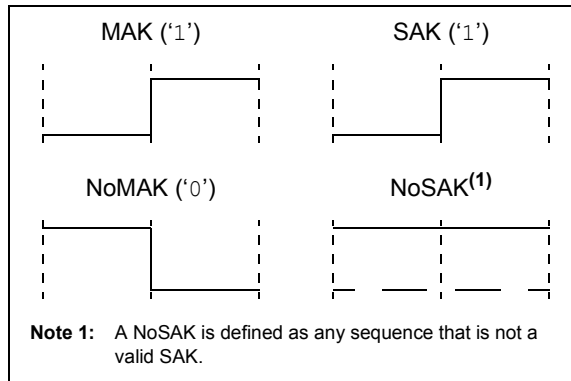 MAK (‘1’)
SAK (‘1’)
NoMAK (‘0’)
NoSAK(1)
Note 1: A NoSAK is defined as any sequence that is not a
valid SAK.